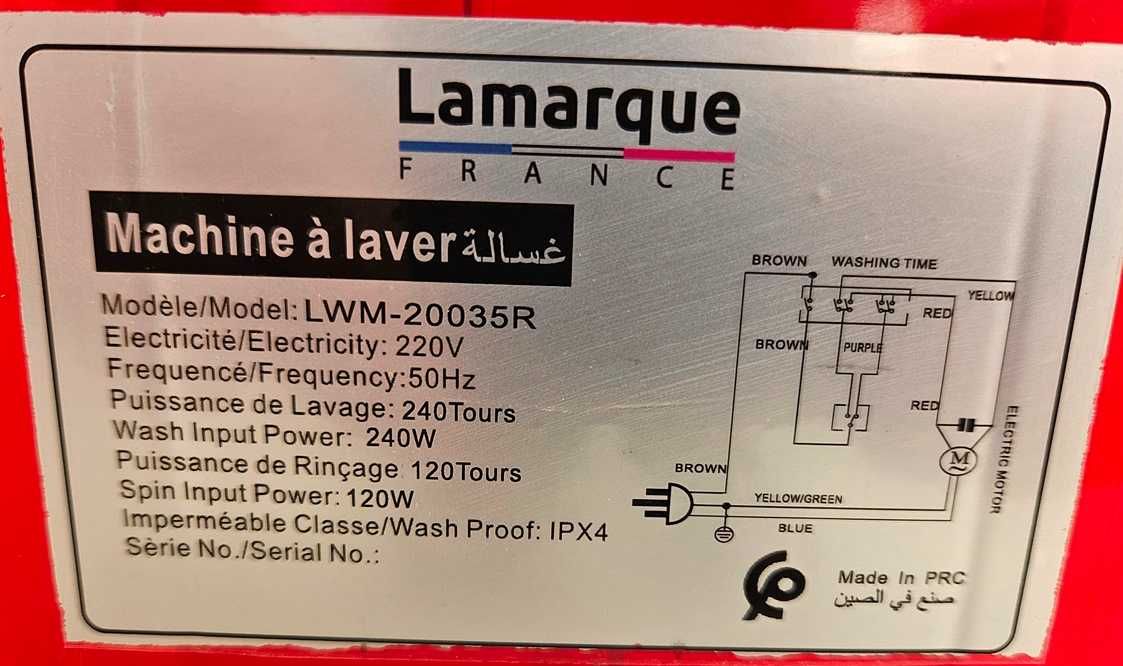 Lamarque
FRANCE
Machine à laver غسالة
Modèle/Model: LWM-20035R
Electricité/Electricity: 220V
Frequencé/Frequency:50Hz
Puissance de Lavage: 240Tours
Wash Input Power: 240W
Puissance de Rinçage 120Tours
Spin Input Power: 120W
Imperméable Classe/Wash Proof: IPX4
Sèrie No./Serial No.:
BROWN WASHING TIME
YELLOW
RED
BROWN PURPLE
RED
ELECTRIC MOTOR
M
BROWN
YELLOW/GREEN
BLUE
Made In PRC
صنع في الصين